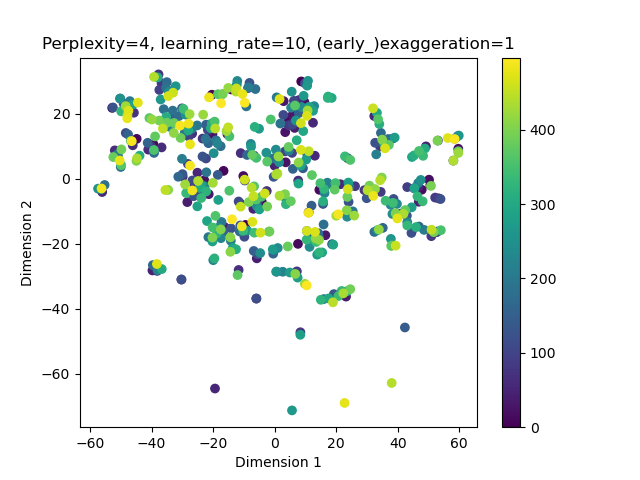 Perplexity=4, learning_rate=10, (early_)exaggeration=1
20
0
−20
−40
−60
Dimension 2
−60 −40 −20 0 20 40 60
Dimension 1
400
300
200
100
0